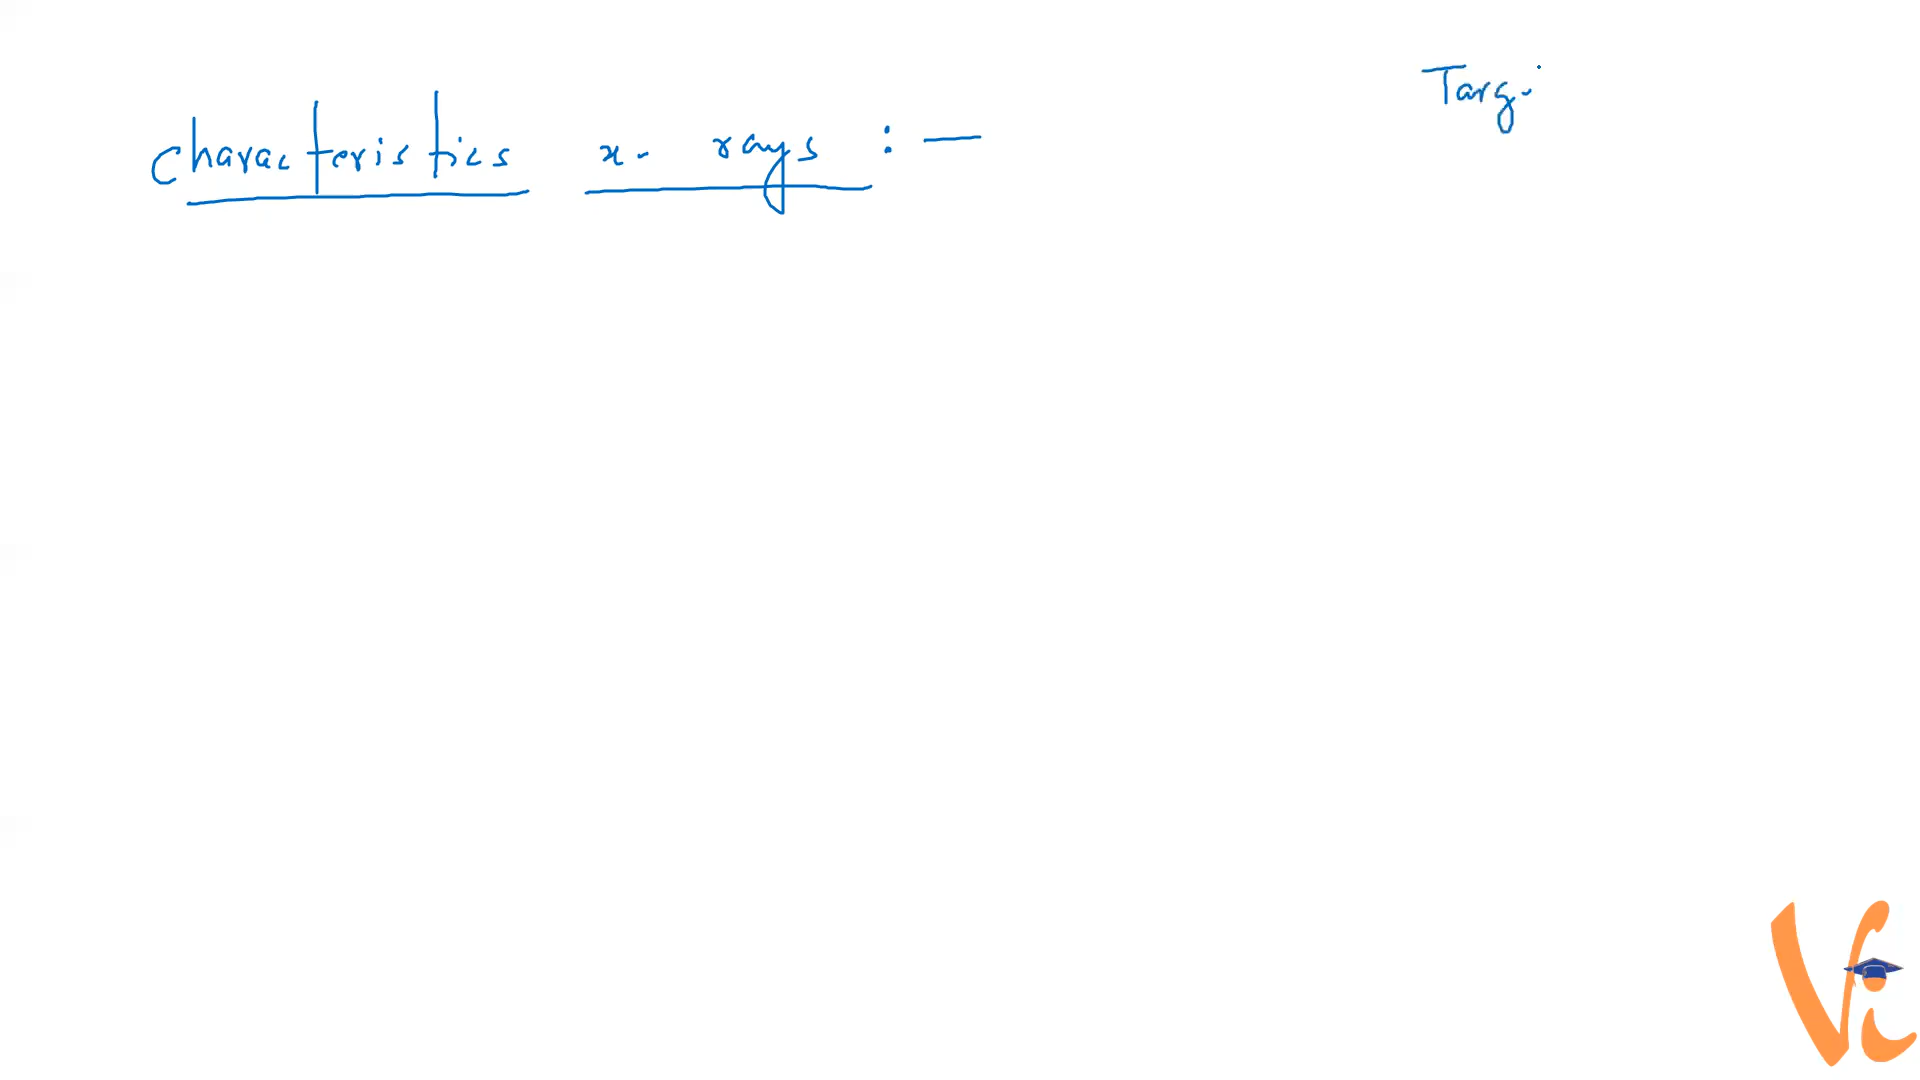 Targ
characteristics x- rays : —